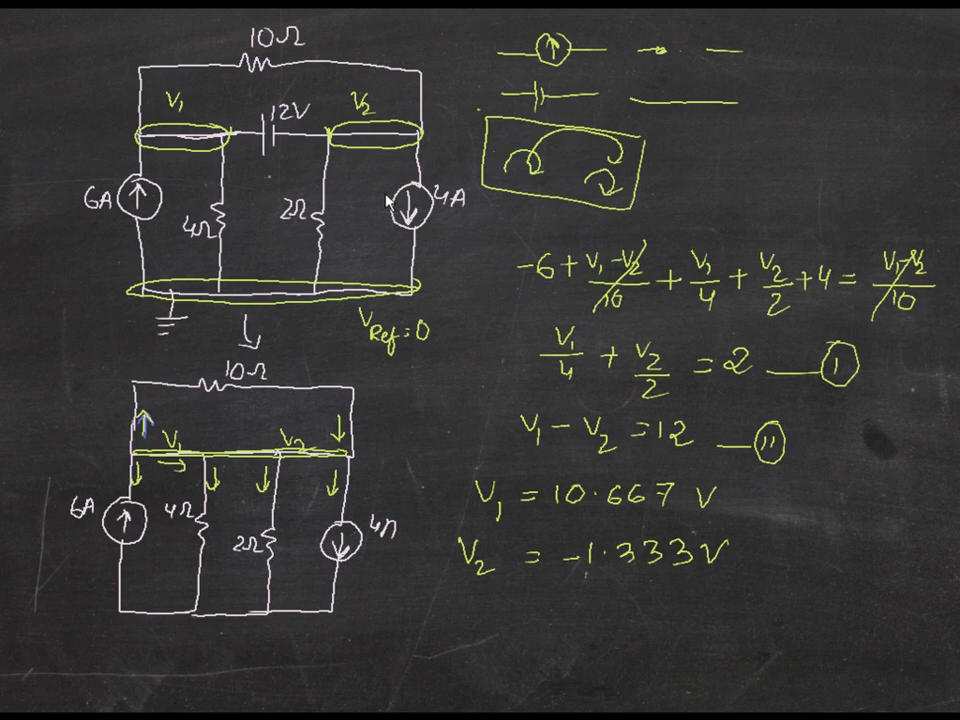 10Ω
V₁
12V
V₂
6A
4Ω
2Ω
4A
V_Ref = 0
10Ω
V₁
V₂
6A
4Ω
2Ω
4A
-6 + (V₁ - V₂)/10 + V₁/4 + V₂/2 + 4 = (V₁ - V₂)/10
V₁/4 + V₂/2 = 2 — I
V₁ - V₂ = 12 — II
V₁ = 10.667 V
V₂ = -1.333V